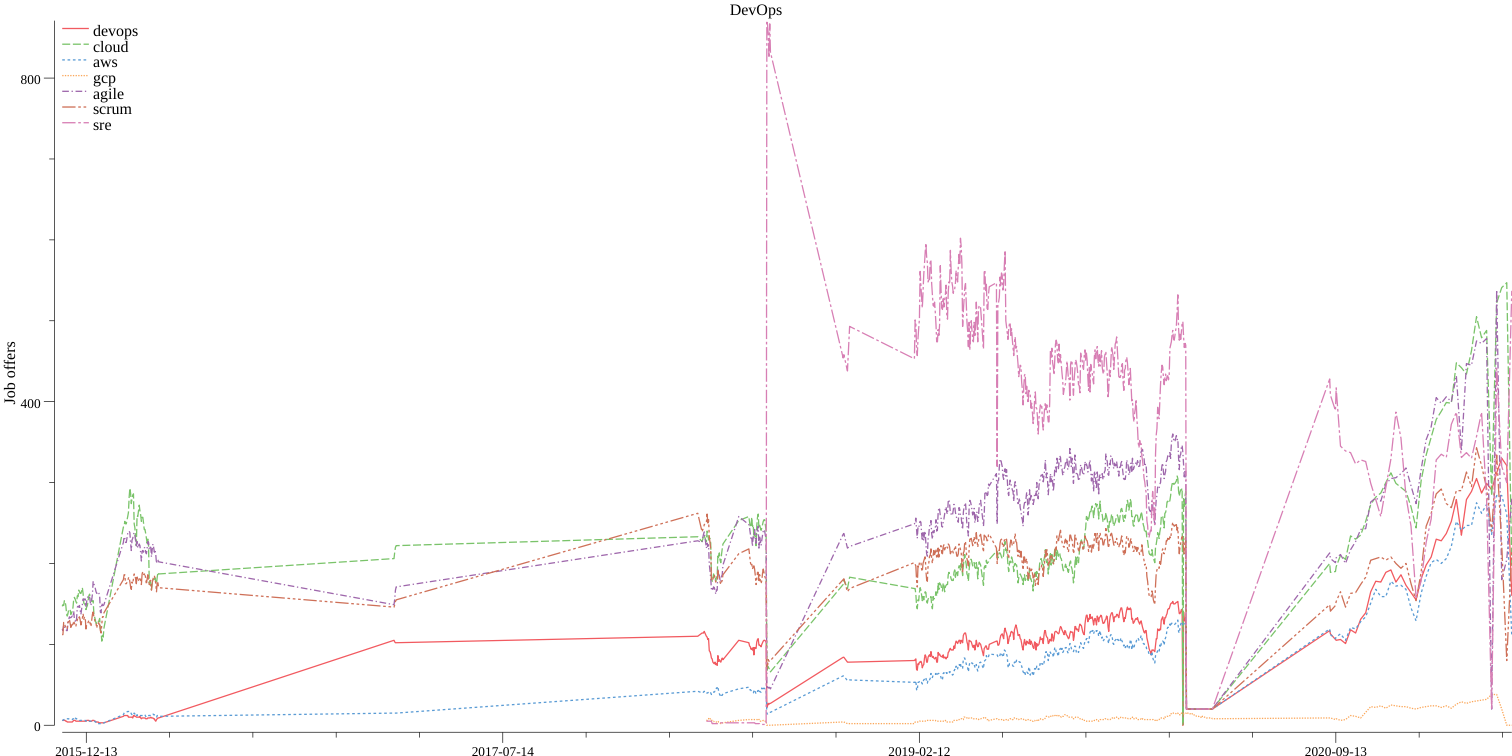 DevOps
devops
cloud
aws
gcp
agile
scrum
sre
800
400
0
Job offers
2015-12-13
2017-07-14
2019-02-12
2020-09-13